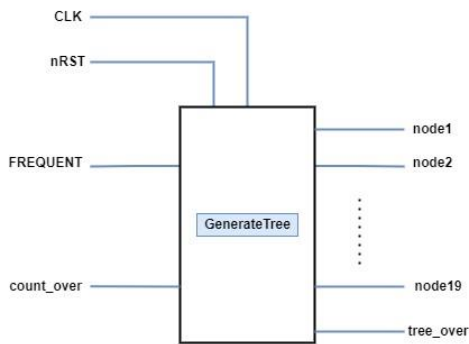 CLK
nRST
node1
FREQUENT
node2
GenerateTree
count_over
node19
tree_over